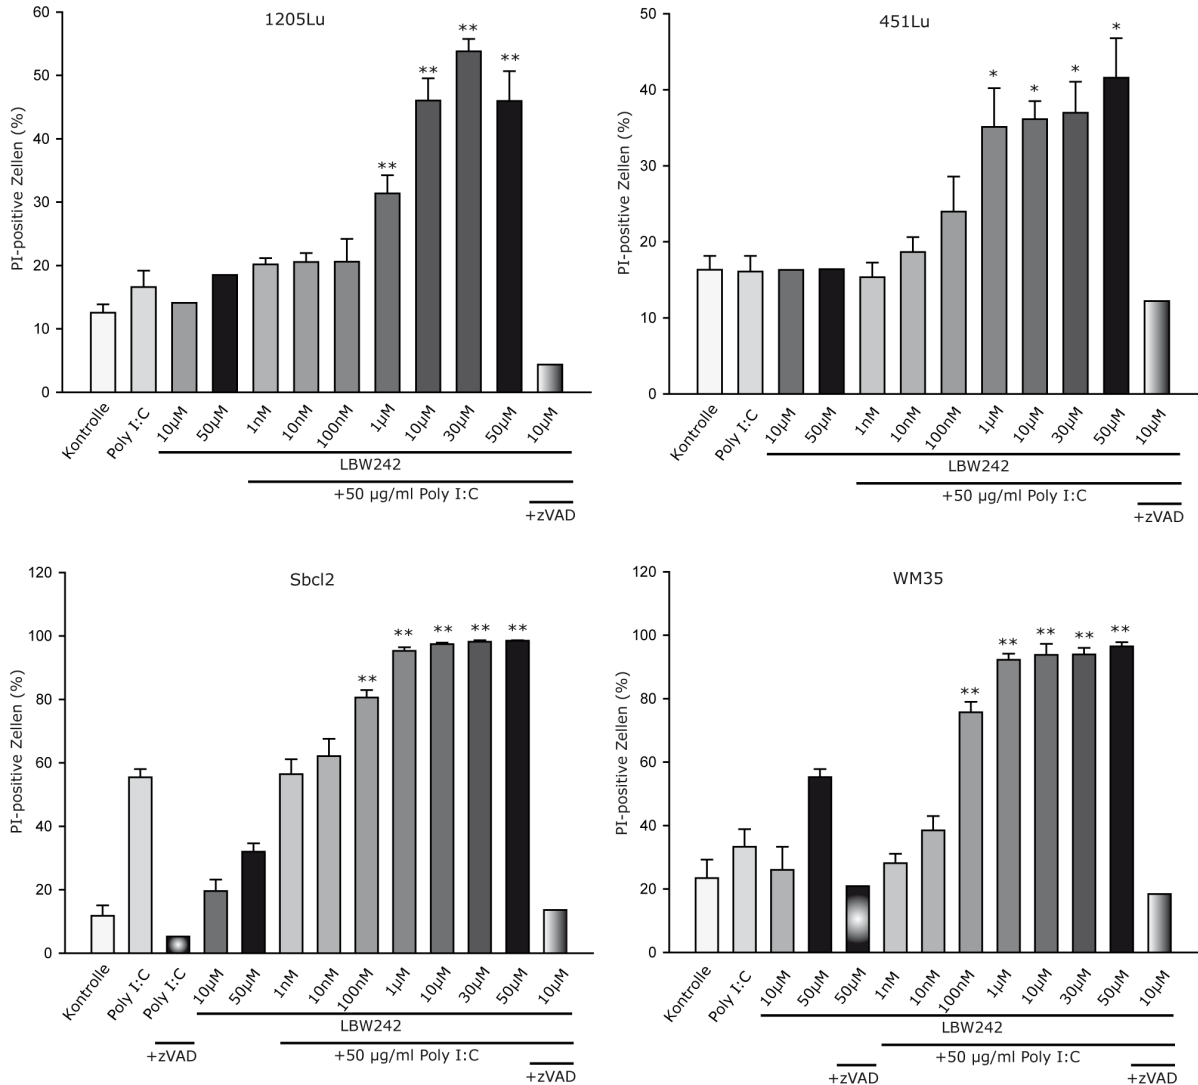 1205Lu
PI-positive Zellen (%)
60
50
40
30
20
10
0
** ** ** **
Kontrolle Poly I:C 10µM 50µM 1nM 10nM 100nM 1µM 10µM 30µM 50µM 10µM
LBW242
+50 µg/ml Poly I:C
+zVAD
451Lu
PI-positive Zellen (%)
50
40
30
20
10
0
* * * *
Kontrolle Poly I:C 10µM 50µM 1nM 10nM 100nM 1µM 10µM 30µM 50µM 10µM
LBW242
+50 µg/ml Poly I:C
+zVAD
Sbcl2
PI-positive Zellen (%)
120
100
80
60
40
20
0
** ** ** ** **
Kontrolle Poly I:C Poly I:C 10µM 50µM 1nM 10nM 100nM 1µM 10µM 30µM 50µM 10µM
LBW242
+zVAD +50 µg/ml Poly I:C
+zVAD
WM35
PI-positive Zellen (%)
120
100
80
60
40
20
0
** ** ** ** **
Kontrolle Poly I:C 10µM 50µM 50µM 1nM 10nM 100nM 1µM 10µM 30µM 50µM 10µM
LBW242
+50 µg/ml Poly I:C
+zVAD +zVAD